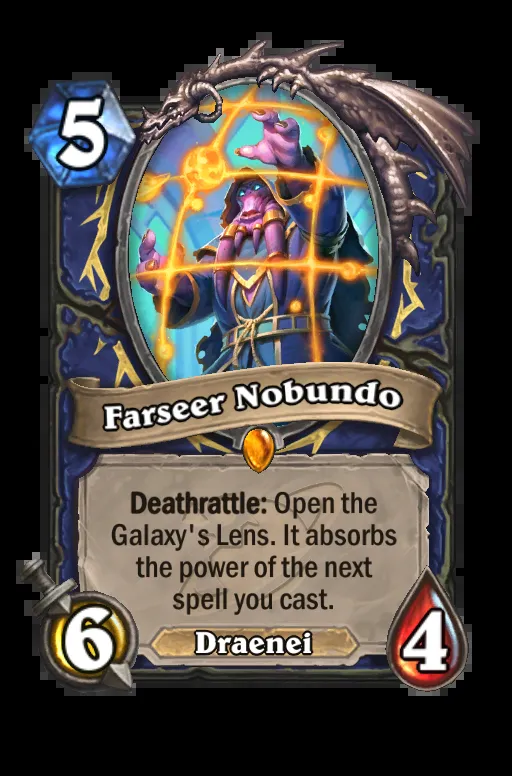 5
Farseer Nobundo
Deathrattle: Open the
Galaxy's Lens. It absorbs
the power of the next
spell you cast.
6
Draenei
4